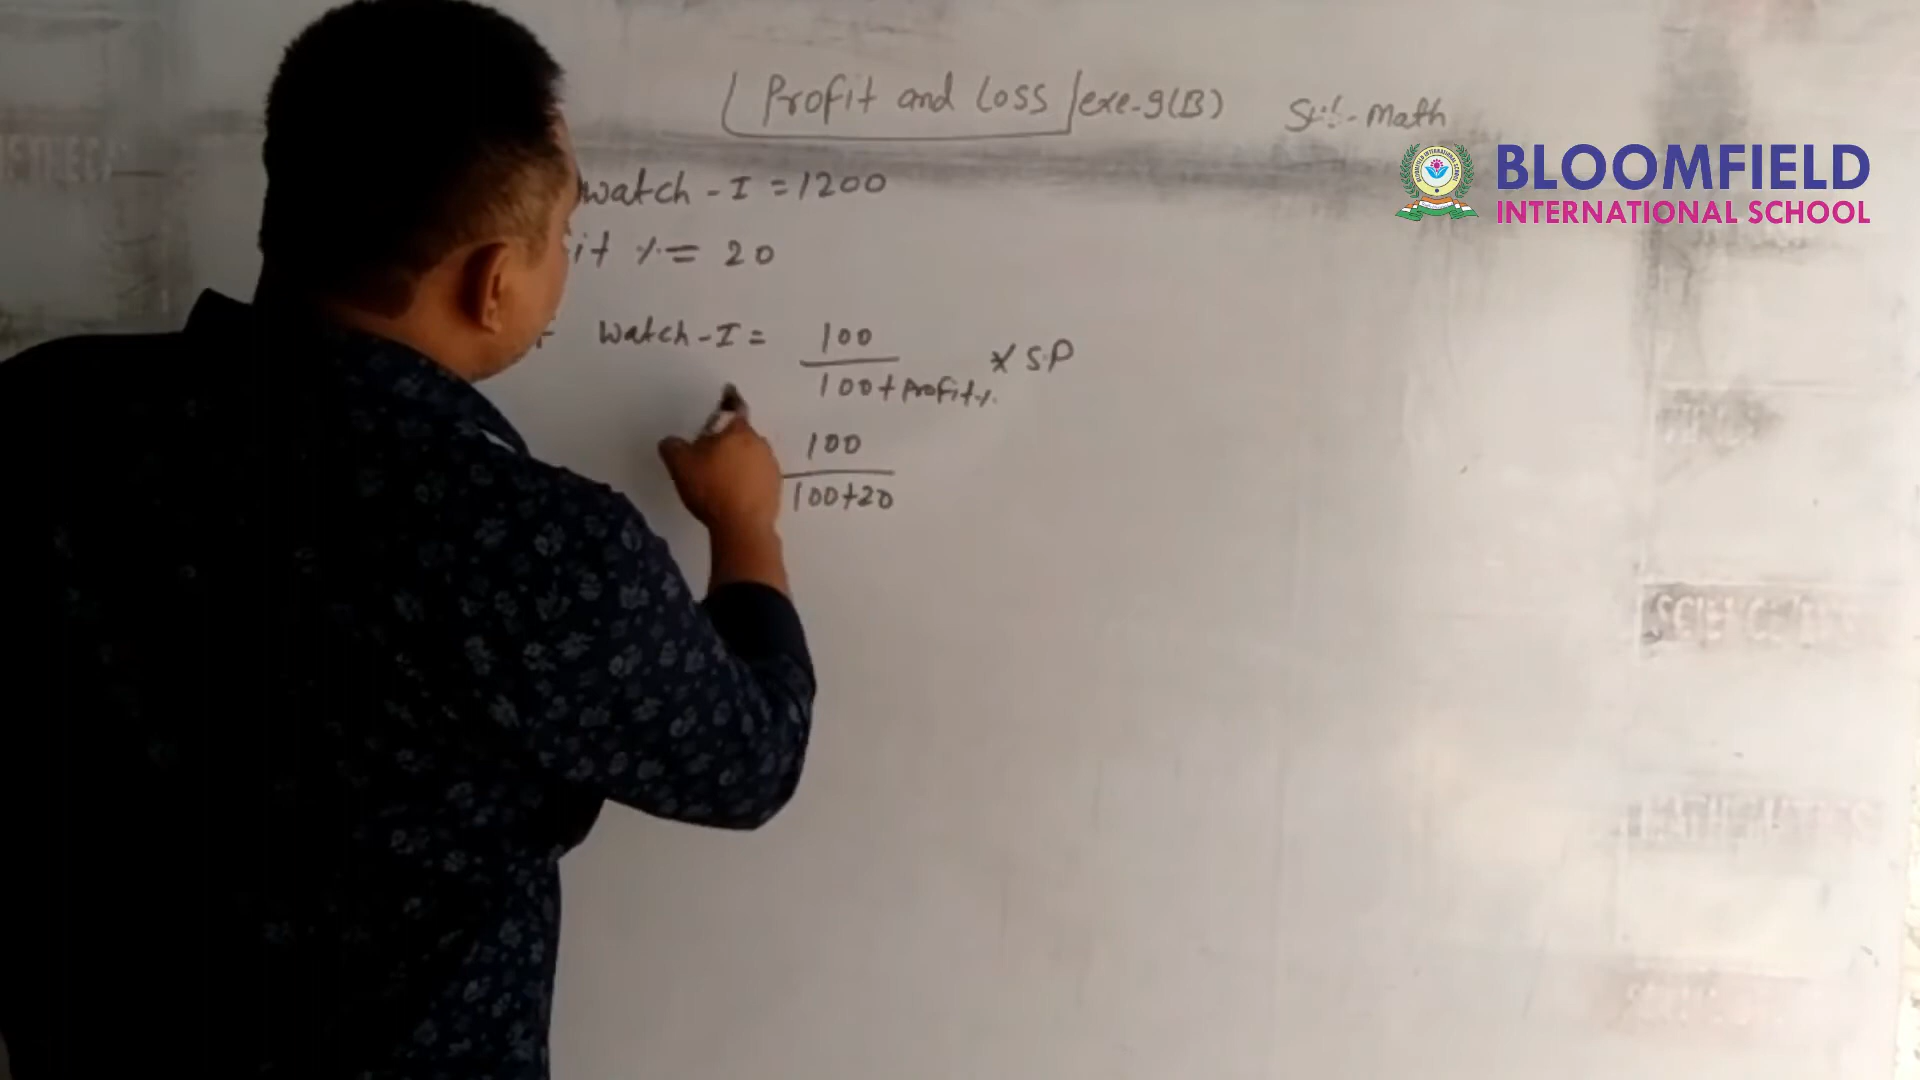 Profit and Loss exe-9(B) Sub-Math
BLOOMFIELD
INTERNATIONAL SCHOOL
watch-I = 1200
it % = 20
watch-I = 100 / 100 + Profit% × S.P
100 / 100+20